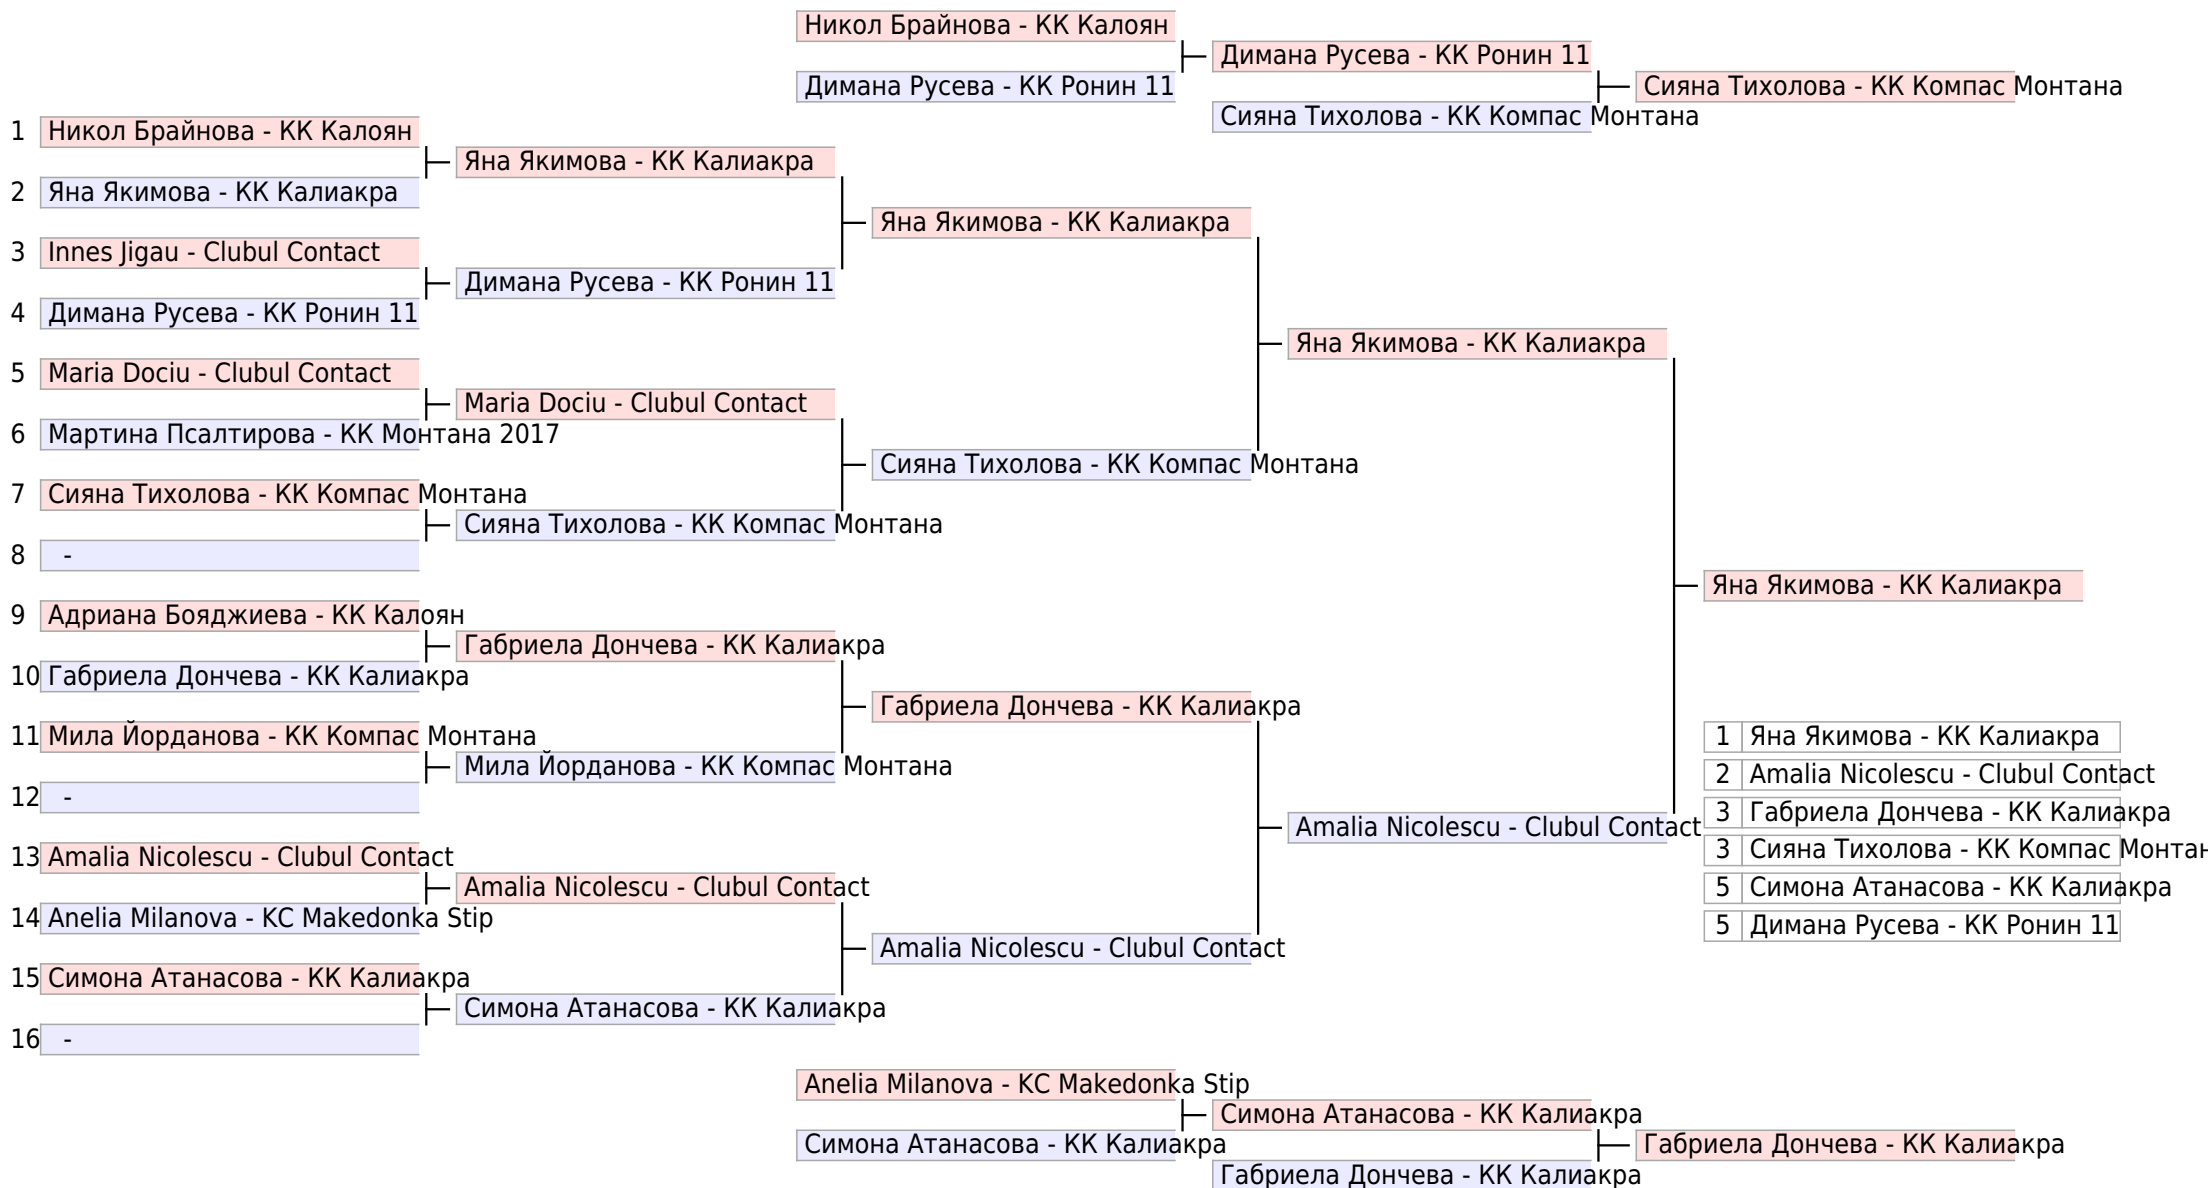 Никол Брайнова - КК Калоян
Димана Русева - КК Ронин 11
Димана Русева - КК Ронин 11
Сияна Тихолова - КК Компас Монтана
Сияна Тихолова - КК Компас Монтана
1 Никол Брайнова - КК Калоян
Яна Якимова - КК Калиакра
2 Яна Якимова - КК Калиакра
Яна Якимова - КК Калиакра
3 Innes Jigau - Clubul Contact
Димана Русева - КК Ронин 11
4 Димана Русева - КК Ронин 11
Яна Якимова - КК Калиакра
5 Maria Dociu - Clubul Contact
Maria Dociu - Clubul Contact
6 Мартина Псалтирова - КК Монтана 2017
Сияна Тихолова - КК Компас Монтана
7 Сияна Тихолова - КК Компас Монтана
Сияна Тихолова - КК Компас Монтана
8 -
Яна Якимова - КК Калиакра
9 Адриана Бояджиева - КК Калоян
Габриела Дончева - КК Калиакра
10 Габриела Дончева - КК Калиакра
Габриела Дончева - КК Калиакра
11 Мила Йорданова - КК Компас Монтана
Мила Йорданова - КК Компас Монтана
12 -
Amalia Nicolescu - Clubul Contact
13 Amalia Nicolescu - Clubul Contact
Amalia Nicolescu - Clubul Contact
14 Anelia Milanova - KC Makedonka Stip
Amalia Nicolescu - Clubul Contact
15 Симона Атанасова - КК Калиакра
Симона Атанасова - КК Калиакра
16 -
1 Яна Якимова - КК Калиакра
2 Amalia Nicolescu - Clubul Contact
3 Габриела Дончева - КК Калиакра
3 Сияна Тихолова - КК Компас Монтан
5 Симона Атанасова - КК Калиакра
5 Димана Русева - КК Ронин 11
Anelia Milanova - KC Makedonka Stip
Симона Атанасова - КК Калиакра
Симона Атанасова - КК Калиакра
Габриела Дончева - КК Калиакра
Габриела Дончева - КК Калиакра